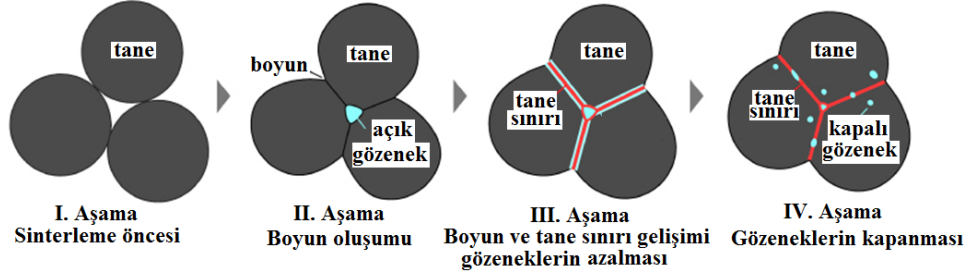 tane
I. Aşama
Sinterleme öncesi
boyun
tane
açık
gözenek
II. Aşama
Boyun oluşumu
tane
tane
sınırı
III. Aşama
Boyun ve tane sınırı gelişimi
gözeneklerin azalması
tane
tane
sınırı
kapalı
gözenek
IV. Aşama
Gözeneklerin kapanması